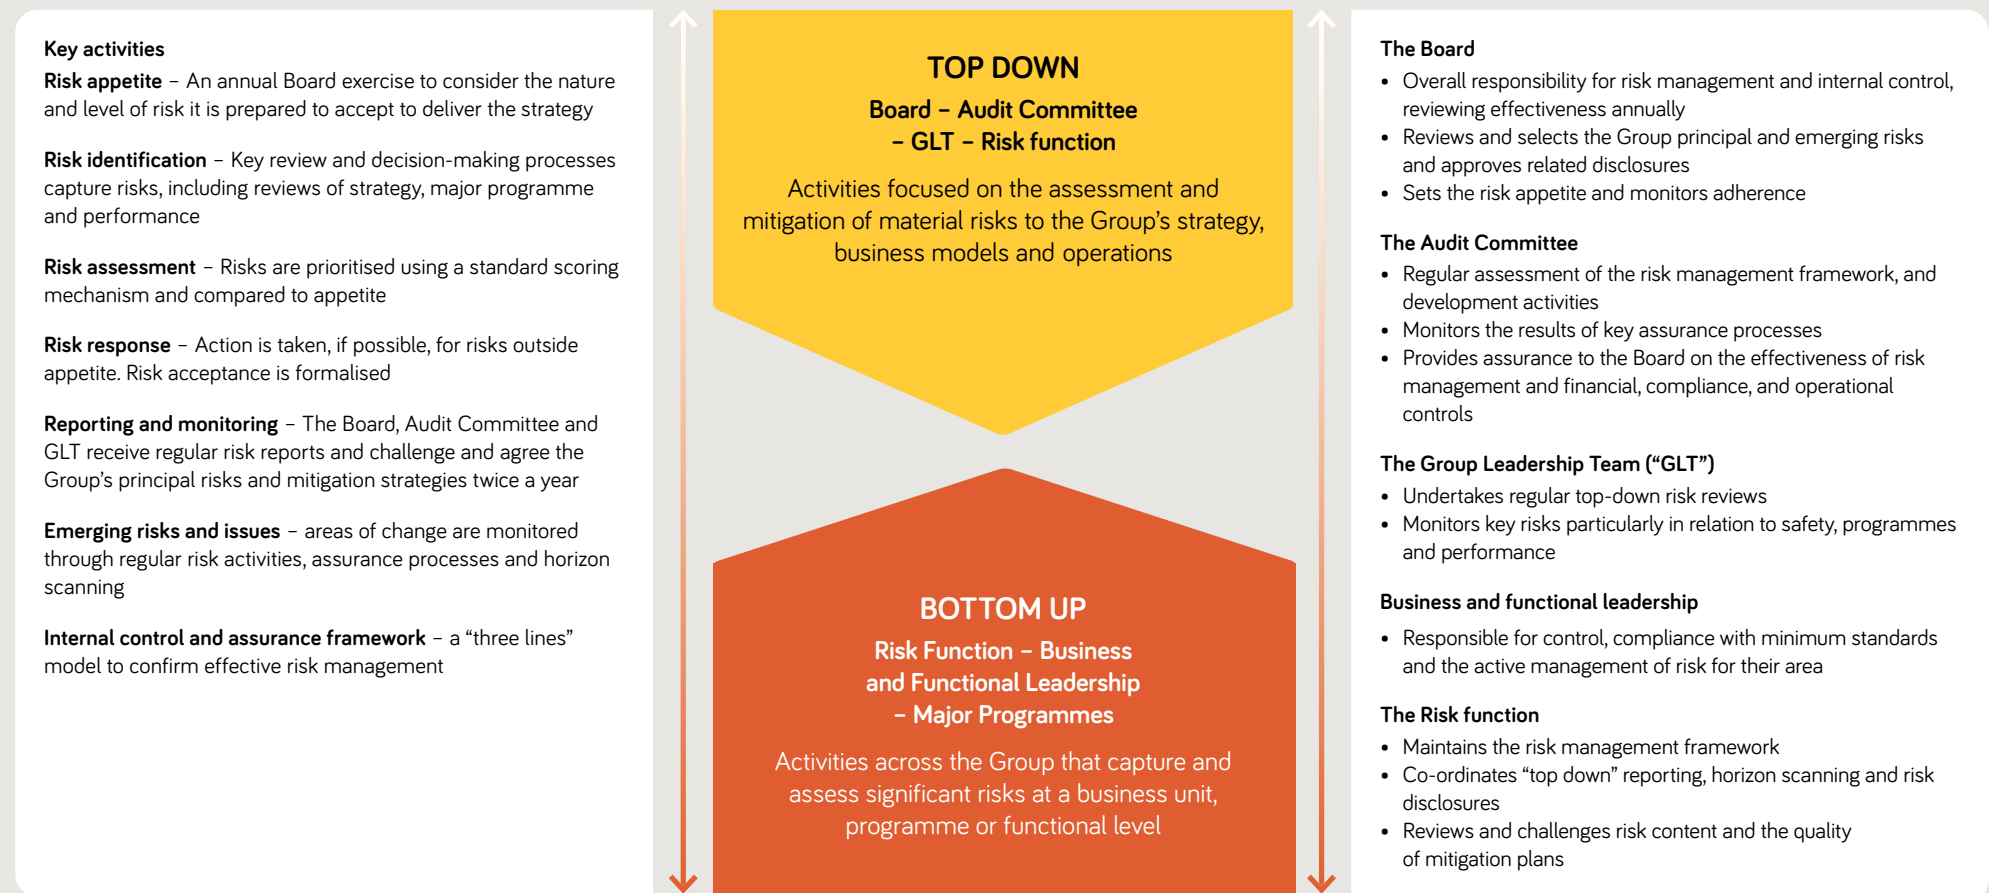 Key activities
Risk appetite – An annual Board exercise to consider the nature
and level of risk it is prepared to accept to deliver the strategy
Risk identification – Key review and decision-making processes
capture risks, including reviews of strategy, major programme
and performance
Risk assessment – Risks are prioritised using a standard scoring
mechanism and compared to appetite
Risk response – Action is taken, if possible, for risks outside
appetite. Risk acceptance is formalised
Reporting and monitoring – The Board, Audit Committee and
GLT receive regular risk reports and challenge and agree the
Group's principal risks and mitigation strategies twice a year
Emerging risks and issues – areas of change are monitored
through regular risk activities, assurance processes and horizon
scanning
Internal control and assurance framework – a “three lines”
model to confirm effective risk management
TOP DOWN
Board – Audit Committee
– GLT – Risk function
Activities focused on the assessment and
mitigation of material risks to the Group's strategy,
business models and operations
BOTTOM UP
Risk Function – Business
and Functional Leadership
– Major Programmes
Activities across the Group that capture and
assess significant risks at a business unit,
programme or functional level
The Board
• Overall responsibility for risk management and internal control,
reviewing effectiveness annually
• Reviews and selects the Group principal and emerging risks
and approves related disclosures
• Sets the risk appetite and monitors adherence
The Audit Committee
• Regular assessment of the risk management framework, and
development activities
• Monitors the results of key assurance processes
• Provides assurance to the Board on the effectiveness of risk
management and financial, compliance, and operational
controls
The Group Leadership Team (“GLT”)
• Undertakes regular top-down risk reviews
• Monitors key risks particularly in relation to safety, programmes
and performance
Business and functional leadership
• Responsible for control, compliance with minimum standards
and the active management of risk for their area
The Risk function
• Maintains the risk management framework
• Co-ordinates “top down” reporting, horizon scanning and risk
disclosures
• Reviews and challenges risk content and the quality
of mitigation plans